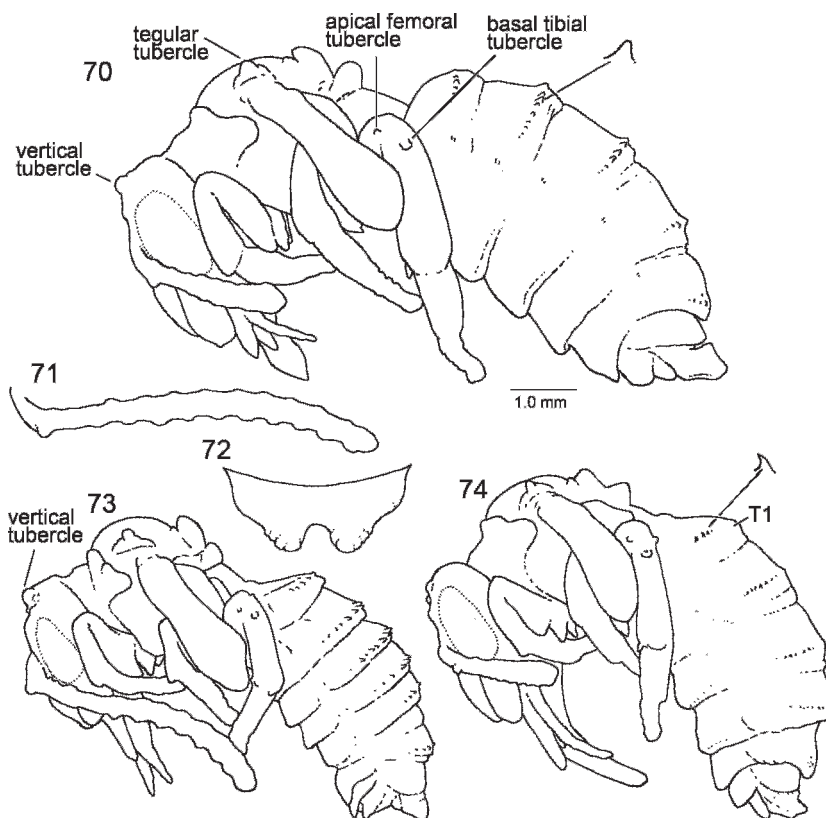 tegular
tubercle
apical femoral
tubercle
basal tibial
tubercle
70
vertical
tubercle
1.0 mm
71
72
73
vertical
tubercle
74
T1